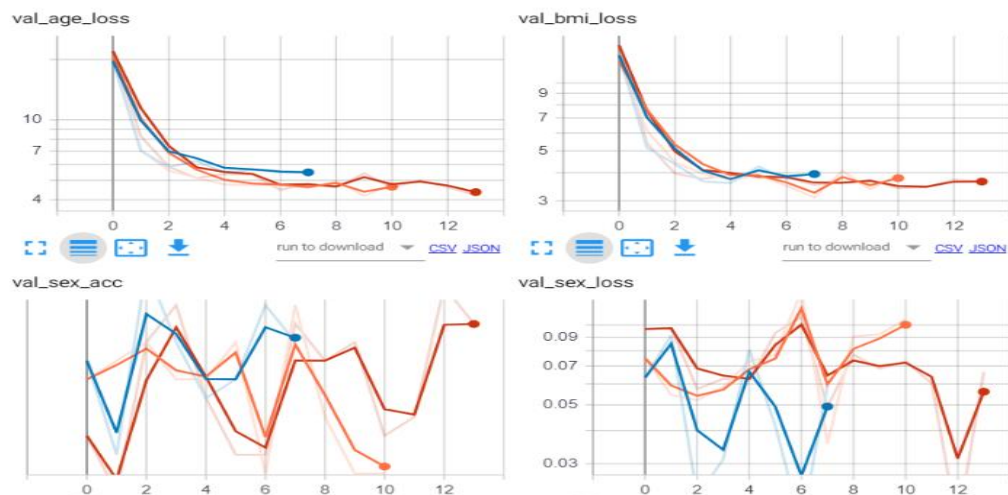 val_age_loss
10
7
4
0 2 4 6 8 10 12
run to download CSV JSON
val_bmi_loss
9
7
5
3
0 2 4 6 8 10 12
run to download CSV JSON
val_sex_acc
0 2 4 6 8 10 12
val_sex_loss
0.09
0.07
0.05
0.03
0 2 4 6 8 10 12